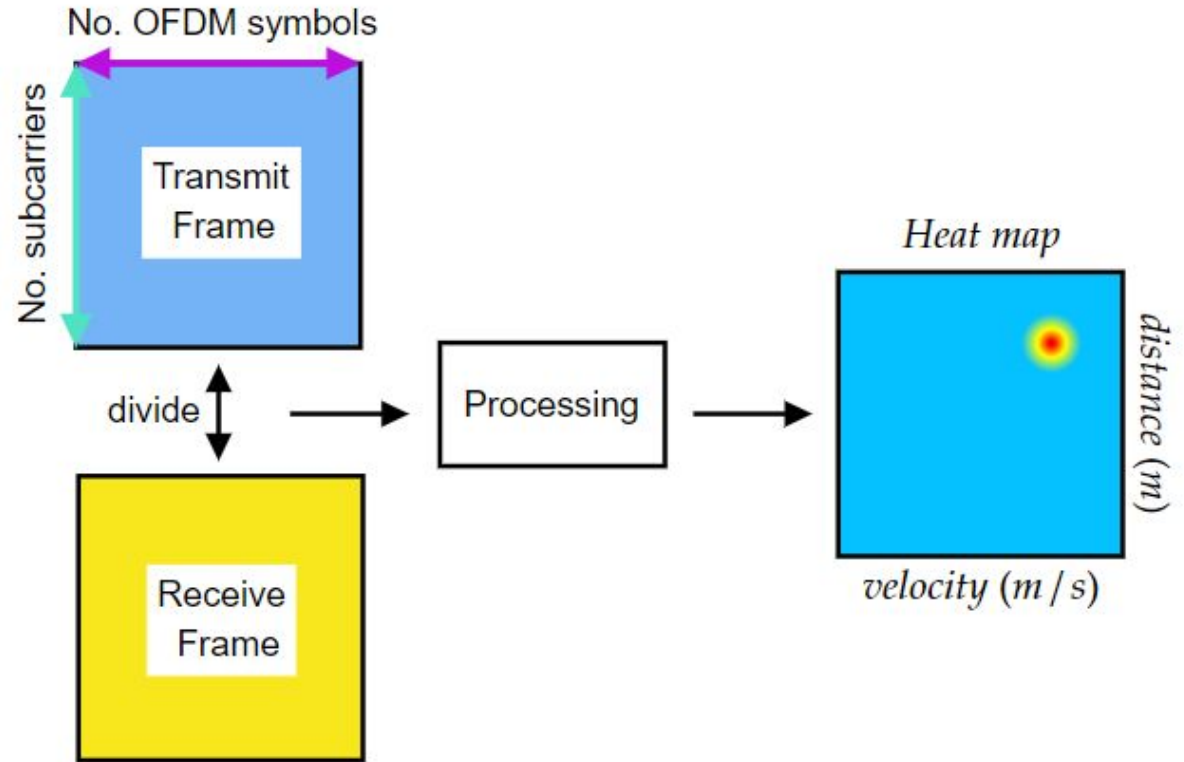 No. OFDM symbols
No. subcarriers
Transmit
Frame
divide
Receive
Frame
Processing
Heat map
distance (m)
velocity (m / s)